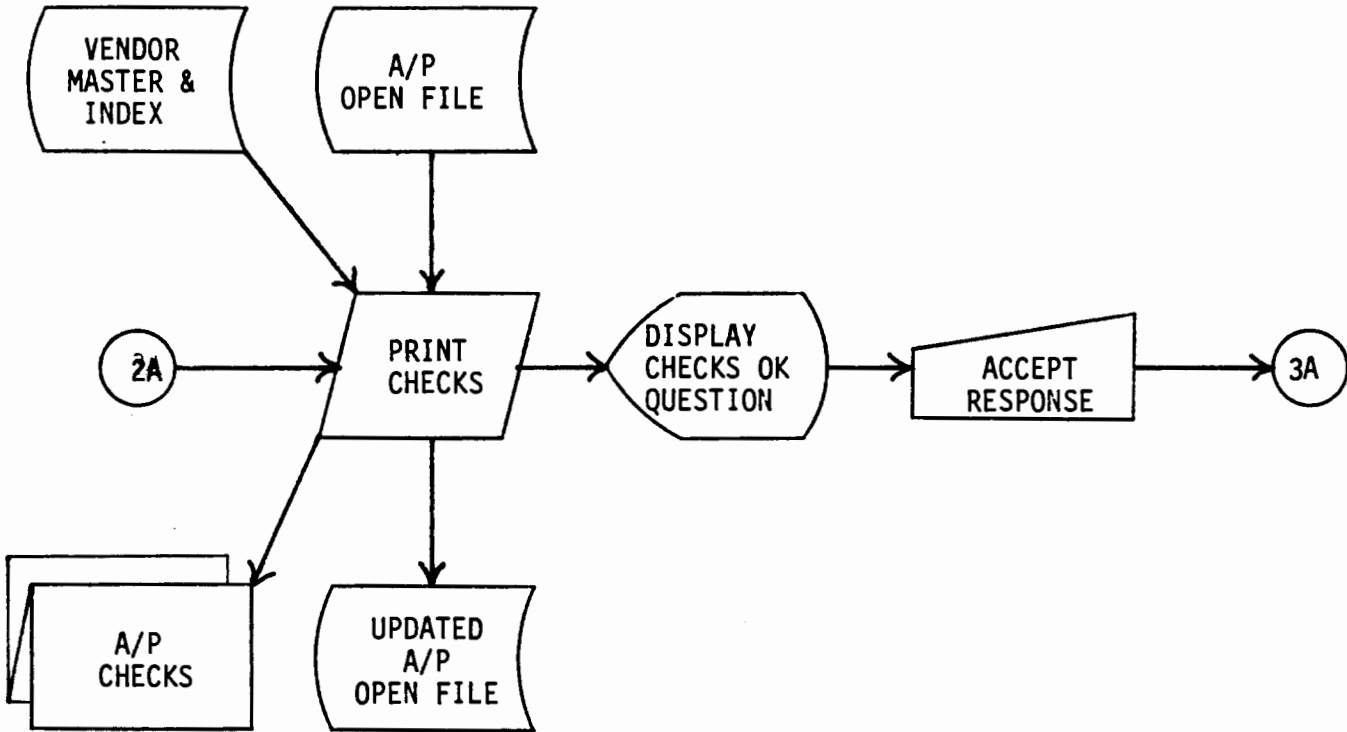 VENDOR
MASTER &
INDEX
A/P
OPEN FILE
2A
PRINT
CHECKS
DISPLAY
CHECKS OK
QUESTION
ACCEPT
RESPONSE
3A
A/P
CHECKS
UPDATED
A/P
OPEN FILE